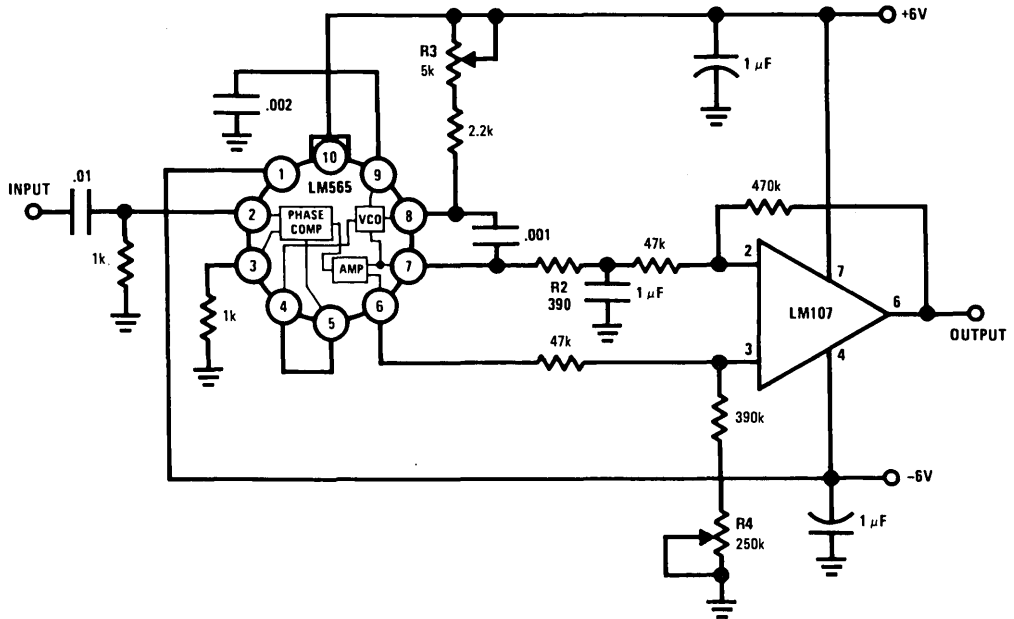 +6V
R3
5k
1 µF
.002
2.2k
10
1
9
LM565
INPUT
.01
470k
2
PHASE
COMP
VCO
8
.001
47k
2
1k
3
AMP
7
R2
390
1 µF
7
4
6
LM107
6
1k
5
OUTPUT
47k
3
4
390k
-6V
R4
250k
1 µF